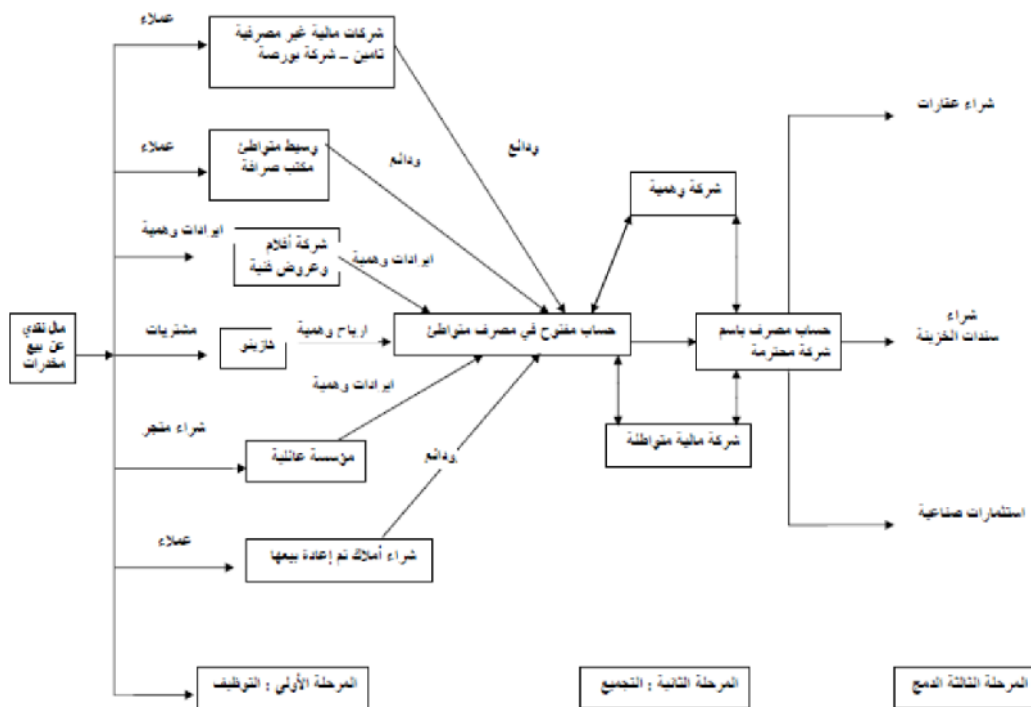 عملاء
شركات مالية غير مصرفية
تامين – شركة بورصة
عملاء
وسيط متواطئ
مكتب صرافة
ودائع
ودائع
ايرادات وهمية
شركة أفلام
وعروض فنية
ايرادات وهمية
مال نقدي
عن بيع
مخدرات
مشتريات
كازينو
ارباح وهمية
حساب مفتوح في مصرف متواطئ
شركة وهمية
حساب مصرف باسم
شركة محترمة
شركة مالية متواطئة
شراء عقارات
شراء
سندات الخزينة
استثمارات صناعية
شراء متجر
مؤسسة عائلية
ايرادات وهمية
عملاء
شراء أملاك تم إعادة بيعها
ودائع
المرحلة الأولى : التوظيف
المرحلة الثانية : التجميع
المرحلة الثالثة الدمج